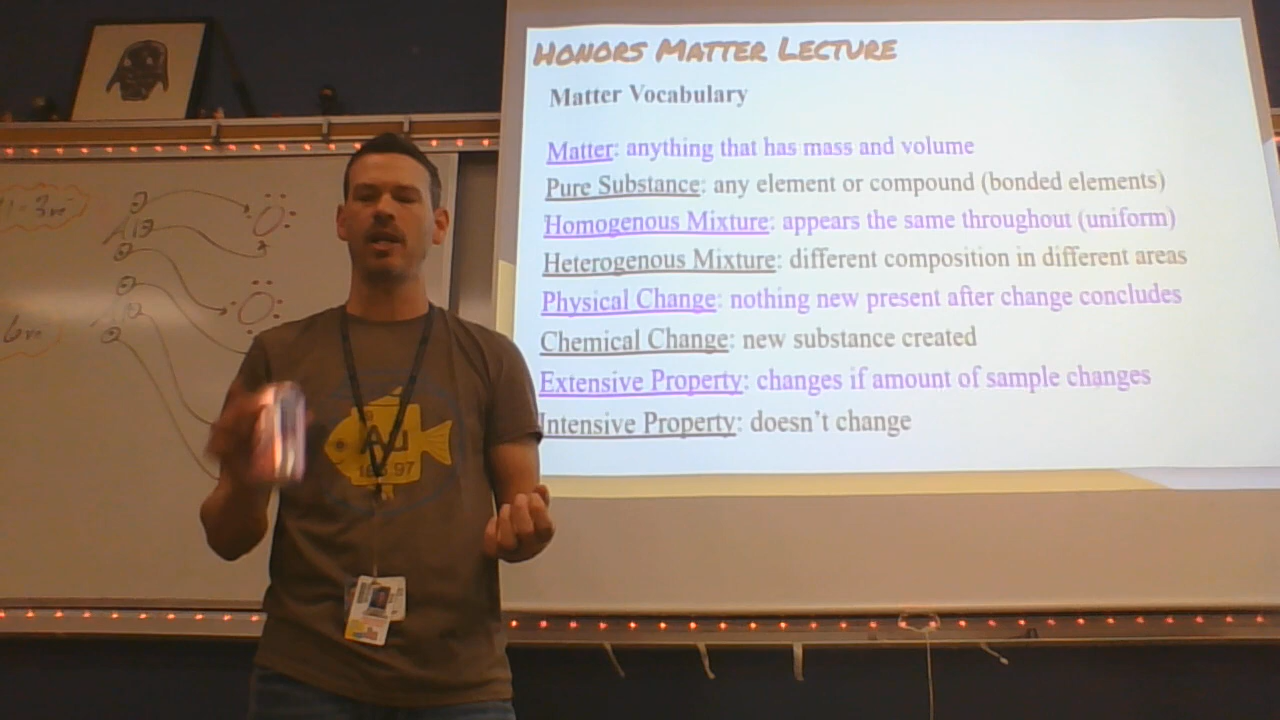 Honors Matter Lecture
Matter Vocabulary
Matter: anything that has mass and volume
Pure Substance: any element or compound (bonded elements)
Homogenous Mixture: appears the same throughout (uniform)
Heterogenous Mixture: different composition in different areas
Physical Change: nothing new present after change concludes
Chemical Change: new substance created
Extensive Property: changes if amount of sample changes
Intensive Property: doesn't change
Au